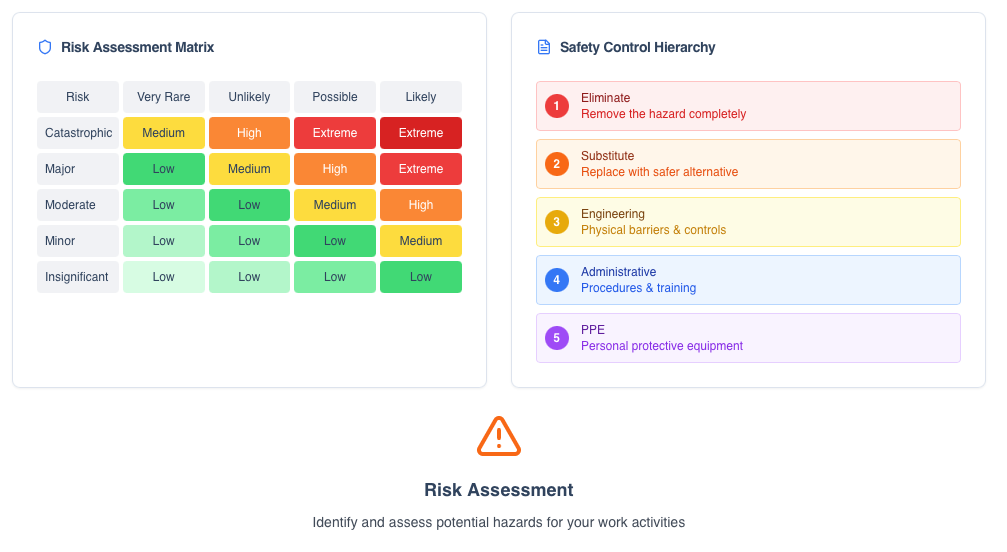 Risk Assessment Matrix
Risk Very Rare Unlikely Possible Likely
Catastrophic Medium High Extreme Extreme
Major Low Medium High Extreme
Moderate Low Low Medium High
Minor Low Low Low Medium
Insignificant Low Low Low Low
Safety Control Hierarchy
1 Eliminate
Remove the hazard completely
2 Substitute
Replace with safer alternative
3 Engineering
Physical barriers & controls
4 Administrative
Procedures & training
5 PPE
Personal protective equipment
Risk Assessment
Identify and assess potential hazards for your work activities